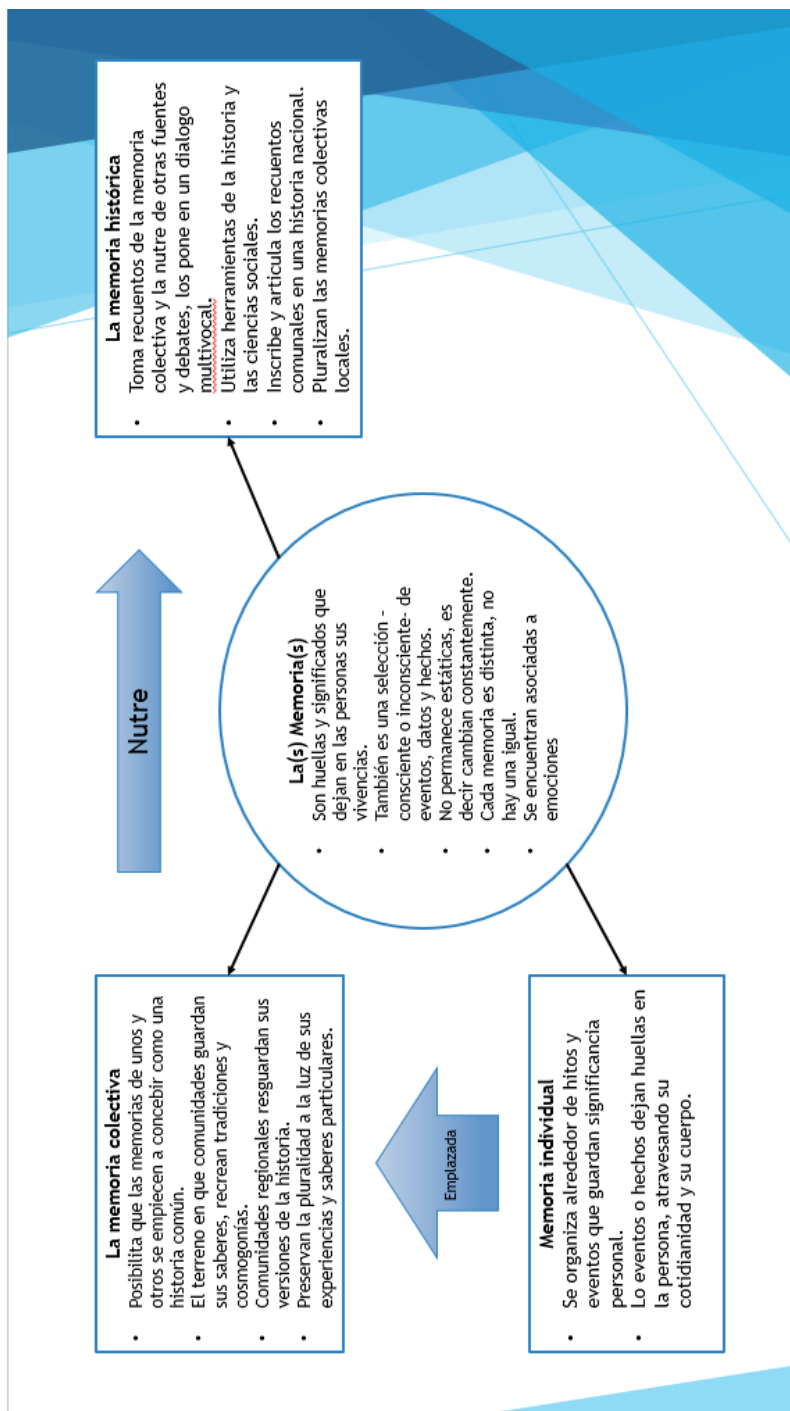 La memoria colectiva
• Posibilita que las memorias de unos y
otros se empiecen a concebir como una
historia común.
• El terreno en que comunidades guardan
sus saberes, recrean tradiciones y
cosmogonías.
• Comunidades regionales resguardan sus
versiones de la historia.
• Preservan la pluralidad a la luz de sus
experiencias y saberes particulares.
Nutre
La memoria histórica
• Toma recuentos de la memoria
colectiva y la nutre de otras fuentes
y debates, los pone en un dialogo
multivocal.
• Utiliza herramientas de la historia y
las ciencias sociales.
• Inscribe y articula los recuentos
comunales en una historia nacional.
• Pluralizan las memorias colectivas
locales.
La(s) Memoria(s)
• Son huellas y significados que
dejan en las personas sus
vivencias.
• También es una selección -
consciente o inconsciente- de
eventos, datos y hechos.
• No permanece estáticas, es
decir cambian constantemente.
• Cada memoria es distinta, no
hay una igual.
• Se encuentran asociadas a
emociones
Emplazada
Memoria individual
• Se organiza alrededor de hitos y
eventos que guardan significancia
personal.
• Lo eventos o hechos dejan huellas en
la persona, atravesando su
cotidianidad y su cuerpo.